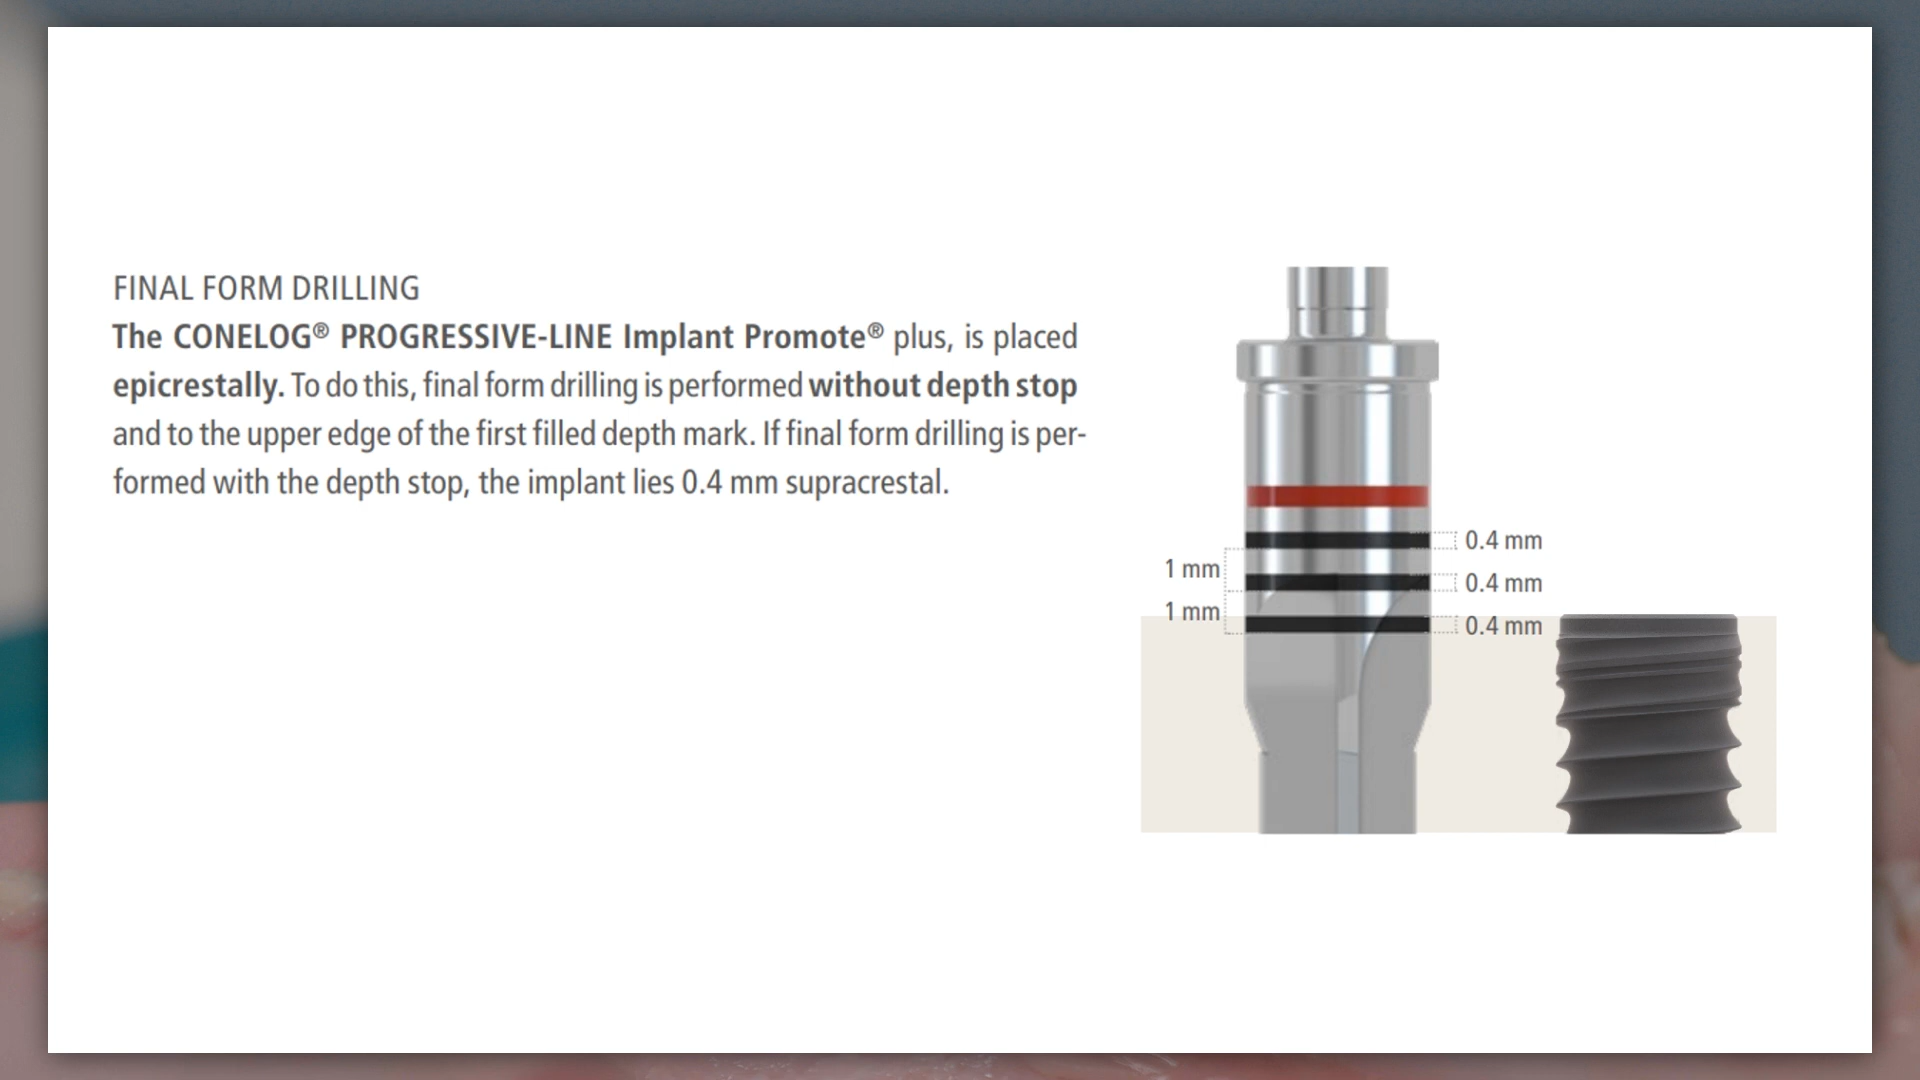 FINAL FORM DRILLING
The CONELOG® PROGRESSIVE-LINE Implant Promote® plus, is placed
epicrestally. To do this, final form drilling is performed without depth stop
and to the upper edge of the first filled depth mark. If final form drilling is per-
formed with the depth stop, the implant lies 0.4 mm supracrestal.
0.4 mm
1 mm
0.4 mm
1 mm
0.4 mm